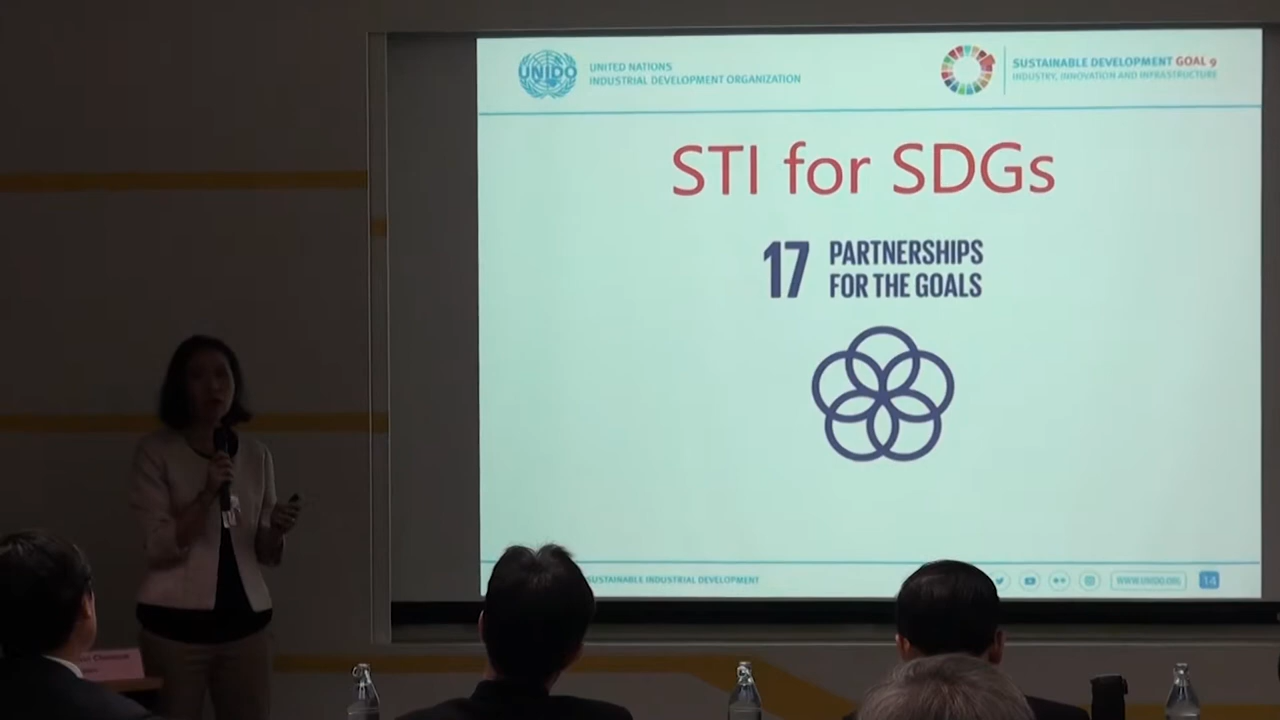 UNIDO
UNITED NATIONS
INDUSTRIAL DEVELOPMENT ORGANIZATION
SUSTAINABLE DEVELOPMENT GOAL 9
INDUSTRY, INNOVATION AND INFRASTRUCTURE
STI for SDGs
17 PARTNERSHIPS
FOR THE GOALS
SUSTAINABLE INDUSTRIAL DEVELOPMENT
WWW.UNIDO.ORG
14